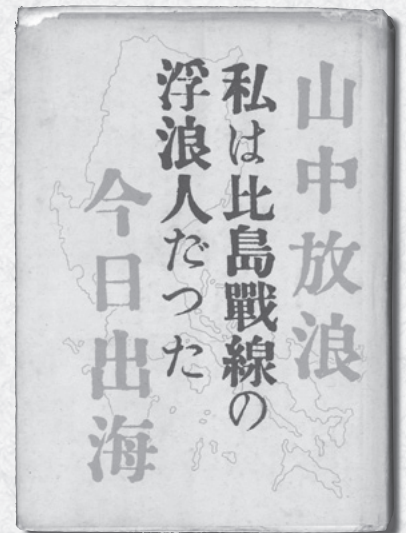 山中放浪
私は比島戰線の
浮浪人だつた
今日出海